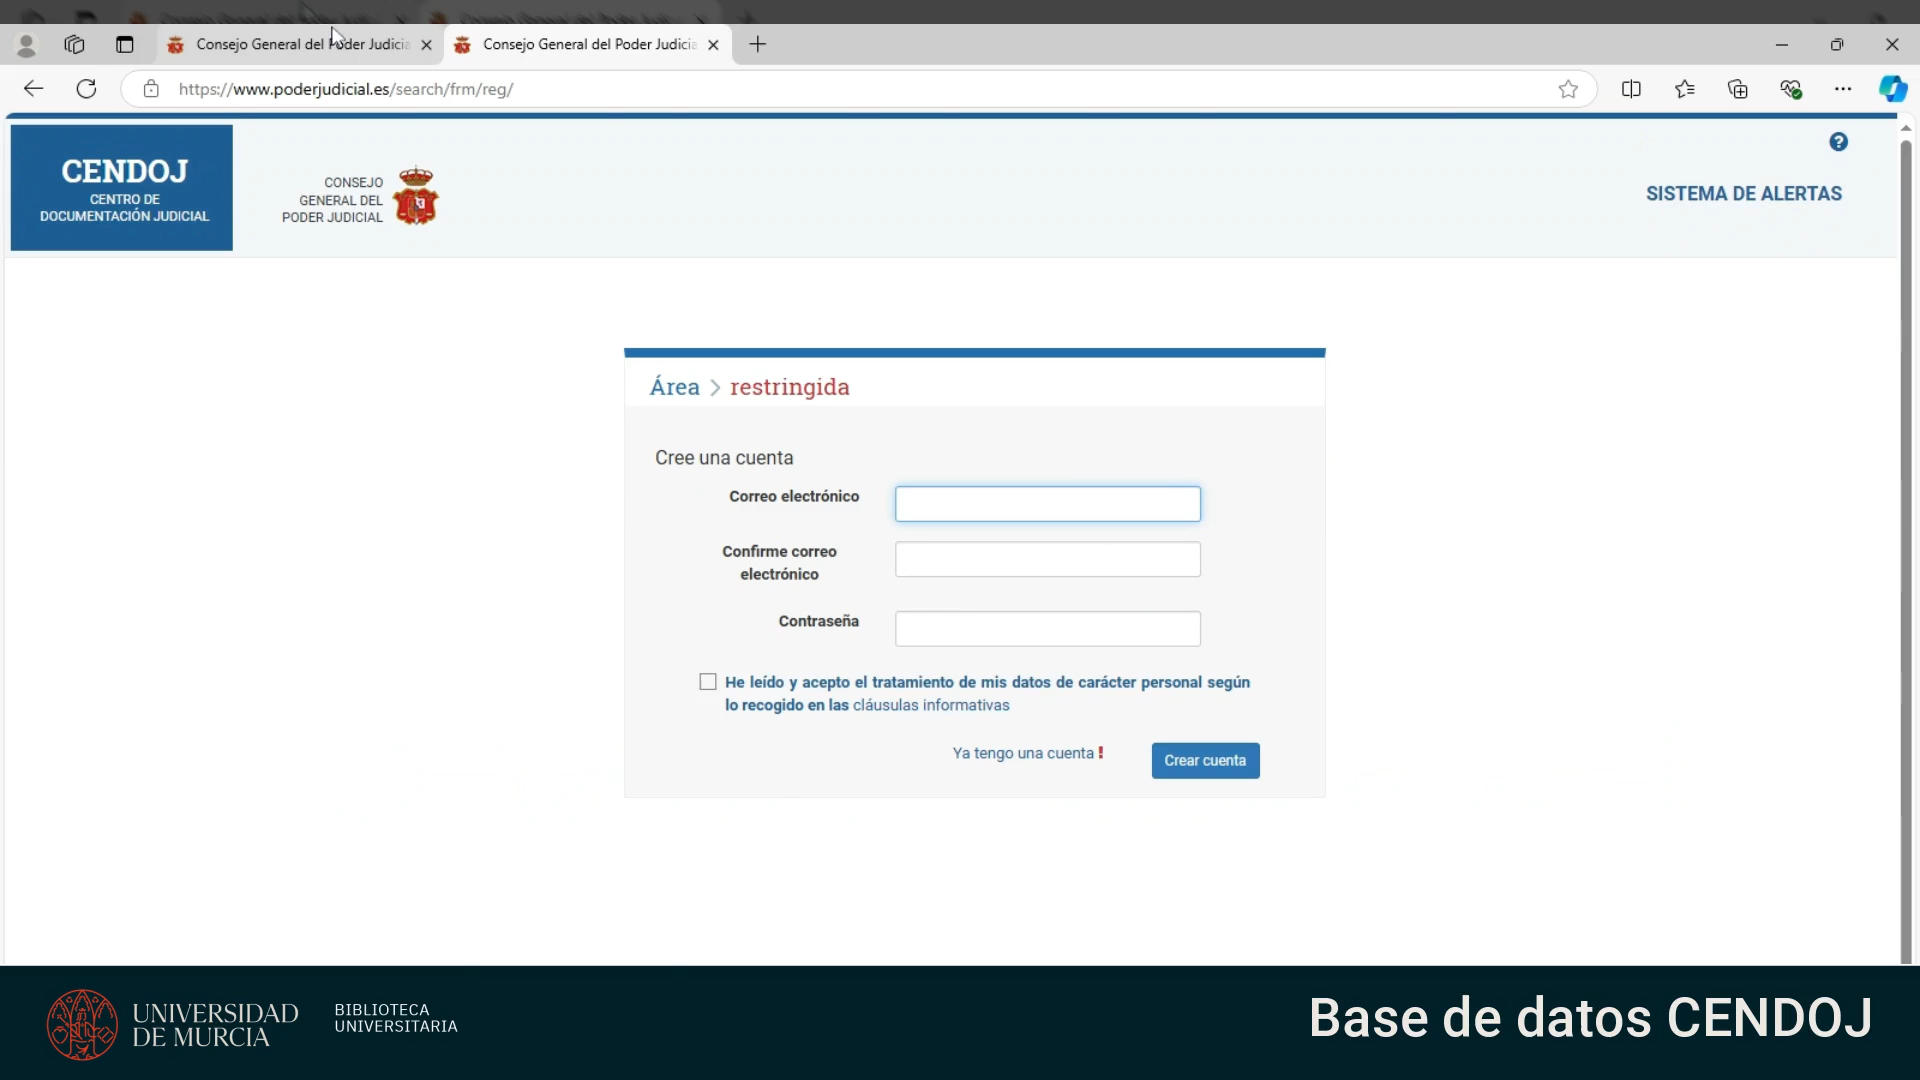 Consejo General del Poder Judicia
Consejo General del Poder Judicia
https://www.poderjudicial.es/search/frm/reg/
CENDOJ
CENTRO DE
DOCUMENTACIÓN JUDICIAL
CONSEJO
GENERAL DEL
PODER JUDICIAL
SISTEMA DE ALERTAS
Área > restringida
Cree una cuenta
Correo electrónico
Confirme correo
electrónico
Contraseña
He leído y acepto el tratamiento de mis datos de carácter personal según
lo recogido en las cláusulas informativas
Ya tengo una cuenta !
Crear cuenta
UNIVERSIDAD
DE MURCIA
BIBLIOTECA
UNIVERSITARIA
Base de datos CENDOJ